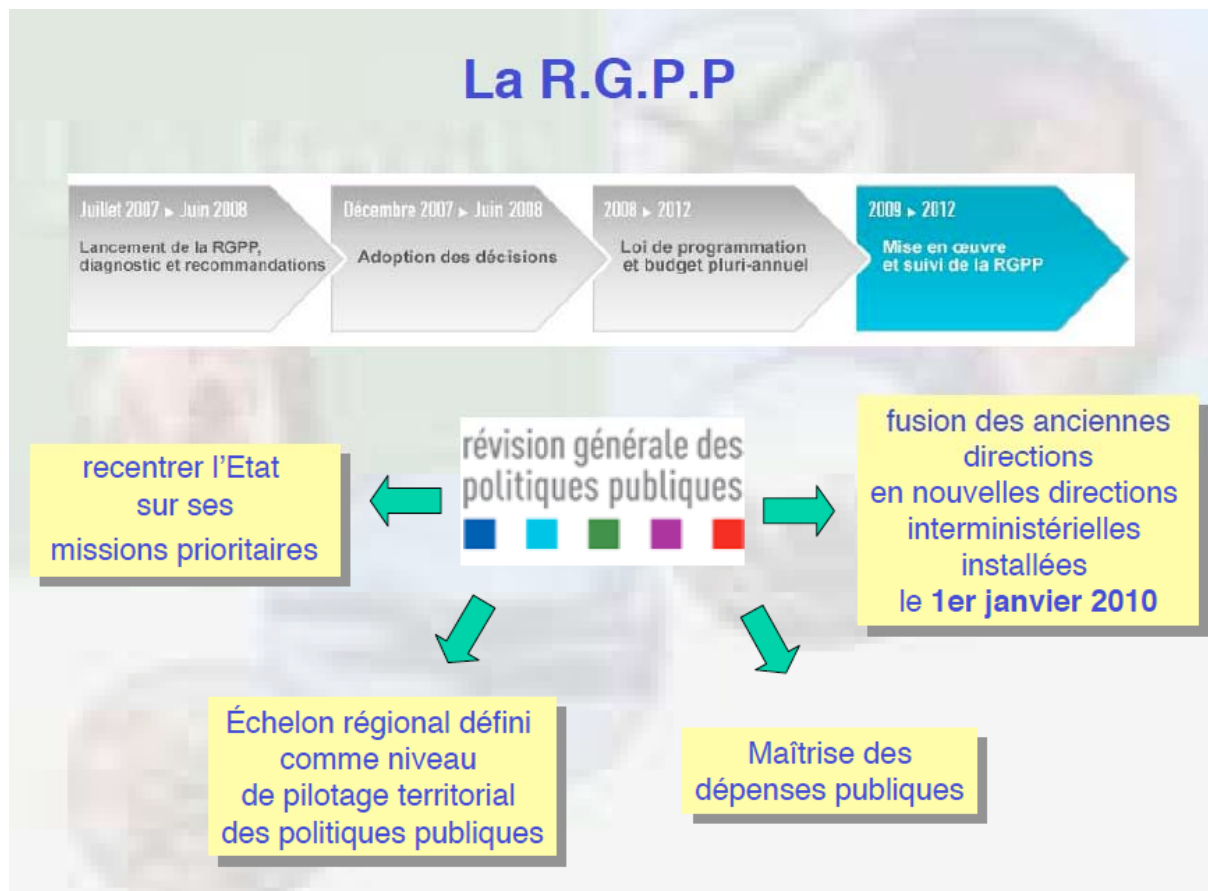 La R.G.P.P
Juillet 2007 ▸ Juin 2008
Lancement de la RGPP,
diagnostic et recommandations
Décembre 2007 ▸ Juin 2008
Adoption des décisions
2008 ▸ 2012
Loi de programmation
et budget pluri-annuel
2009 ▸ 2012
Mise en œuvre
et suivi de la RGPP
recentrer l'Etat
sur ses
missions prioritaires
révision générale des
politiques publiques
fusion des anciennes
directions
en nouvelles directions
interministérielles
installées
le 1er janvier 2010
Échelon régional défini
comme niveau
de pilotage territorial
des politiques publiques
Maîtrise des
dépenses publiques